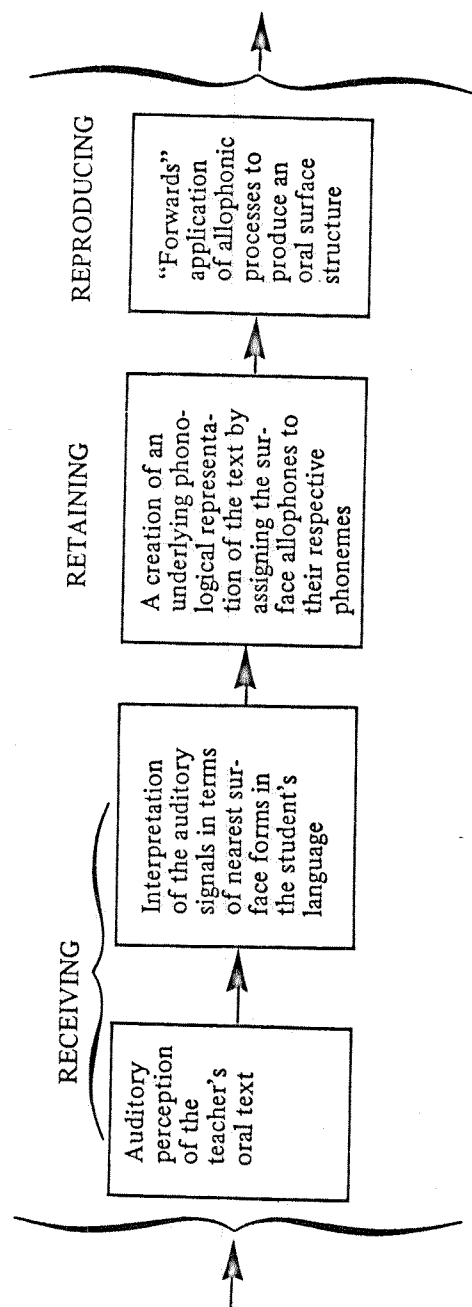 RECEIVING
Auditory
perception
of the
teacher's
oral text
Interpretation
of the auditory
signals in terms
of nearest sur-
face forms in
the student's
language
RETAINING
A creation of an
underlying phono-
logical representa-
tion of the text by
assigning the sur-
face allophones to
their respective
phonemes
REPRODUCING
“Forwards”
application
of allophonic
processes to
produce an
oral surface
structure